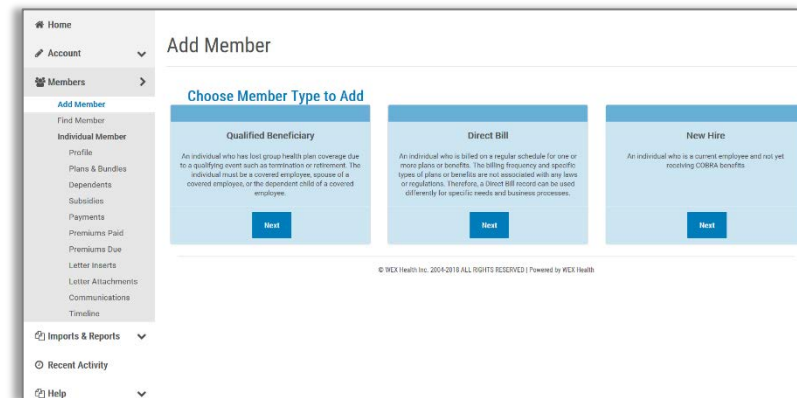 Home
Account
Members
Add Member
Find Member
Individual Member
Profile
Plans & Bundles
Dependents
Subsidies
Payments
Premiums Paid
Premiums Due
Letter Inserts
Letter Attachments
Communications
Timeline
Imports & Reports
Recent Activity
Help
Add Member
Choose Member Type to Add
Qualified Beneficiary
An individual who has lost group health plan coverage due
to a qualifying event such as termination or retirement. The
individual must be a covered employee, spouse of a
covered employee, or the dependent child of a covered
employee.
Next
Direct Bill
An individual who is billed on a regular schedule for one or
more plans or benefits. The billing frequency and specific
types of plans or benefits are not associated with any laws
or regulations. Therefore, a Direct Bill record can be used
differently for specific needs and business processes.
Next
New Hire
An individual who is a current employee and not yet
receiving COBRA benefits
Next
© WEX Health Inc. 2004-2018 ALL RIGHTS RESERVED | Powered by WEX Health